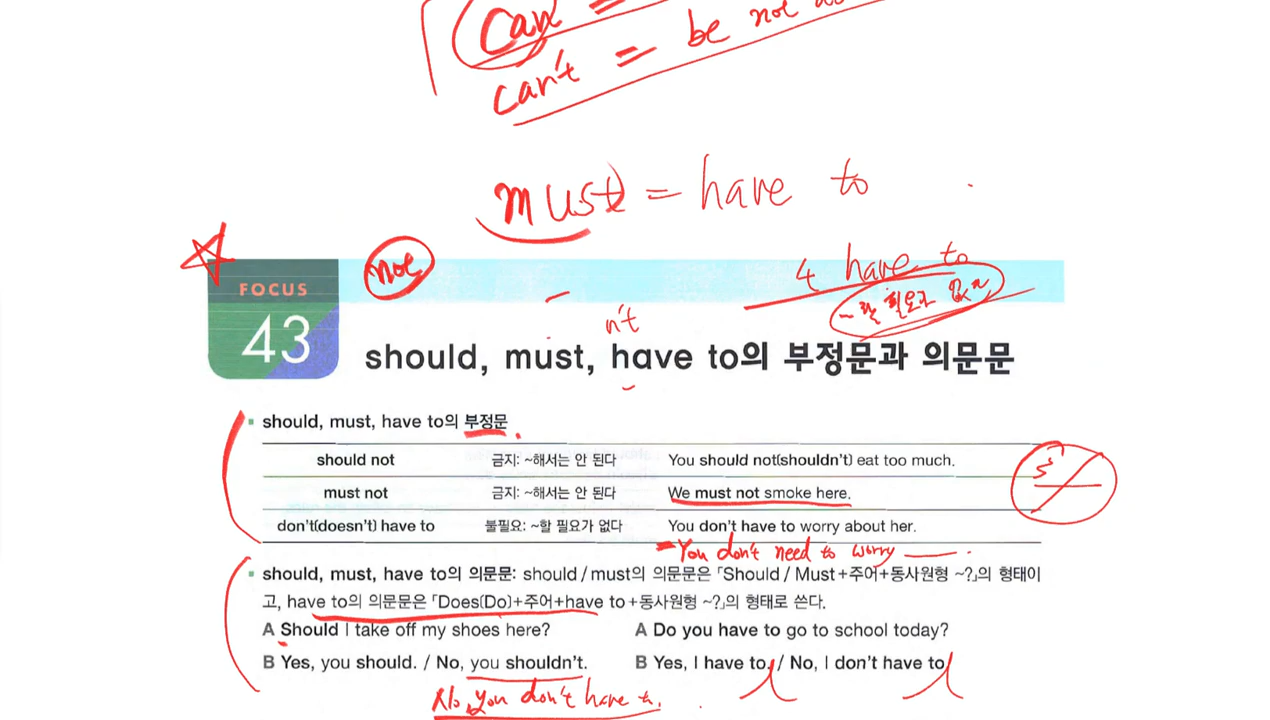 can =
can't = be not
must = have to
not
4 have to
~할 필요가 없다
n't
FOCUS
43
should, must, have to의 부정문과 의문문
should, must, have to의 부정문
should not 금지: ~해서는 안 된다 You should not(shouldn't) eat too much.
must not 금지: ~해서는 안 된다 We must not smoke here.
don't(doesn't) have to 불필요: ~할 필요가 없다 You don't have to worry about her.
You don't need to worry
should, must, have to의 의문문: should / must의 의문문은 「Should / Must+주어+동사원형 ~?」의 형태이
고, have to의 의문문은 「Does(Do)+주어+have to+동사원형 ~?」의 형태로 쓴다.
A Should I take off my shoes here? A Do you have to go to school today?
B Yes, you should. / No, you shouldn't. B Yes, I have to. / No, I don't have to
No, you don't have to.